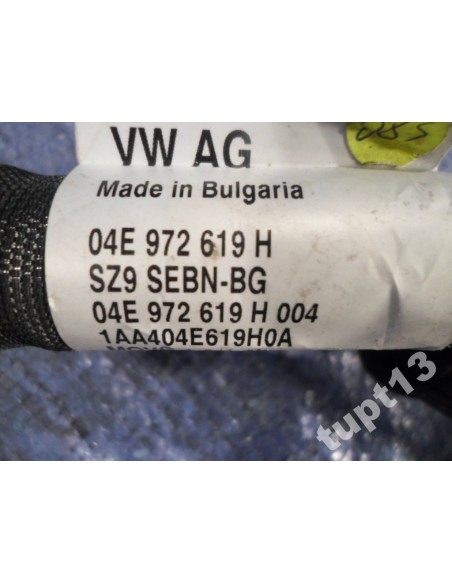 VW AG
Made in Bulgaria
04E 972 619 H
SZ9 SEBN-BG
04E 972 619 H 004
1AA404E619H0A
tupt13